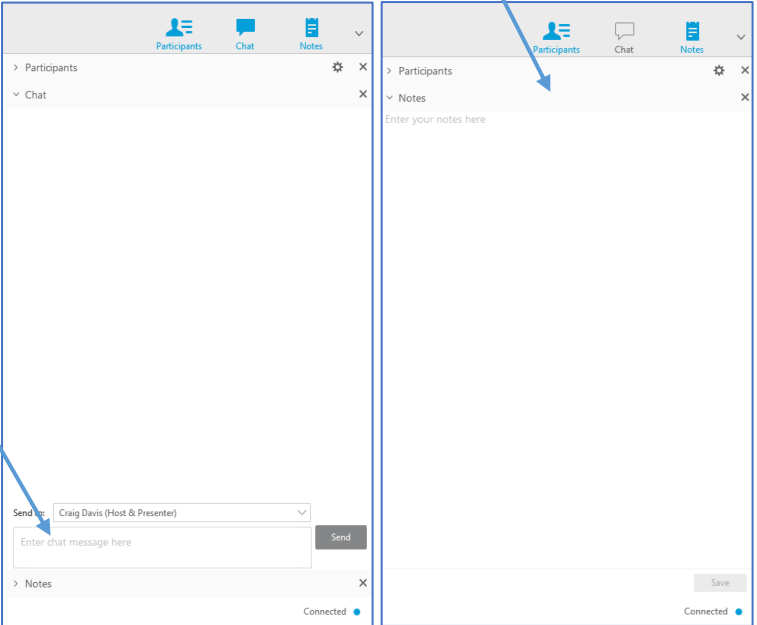 Participants Chat Notes
Participants
Chat
Send to: Craig Davis (Host & Presenter)
Enter chat message here
Send
Notes
Connected
Participants Chat Notes
Participants
Notes
Enter your notes here
Save
Connected